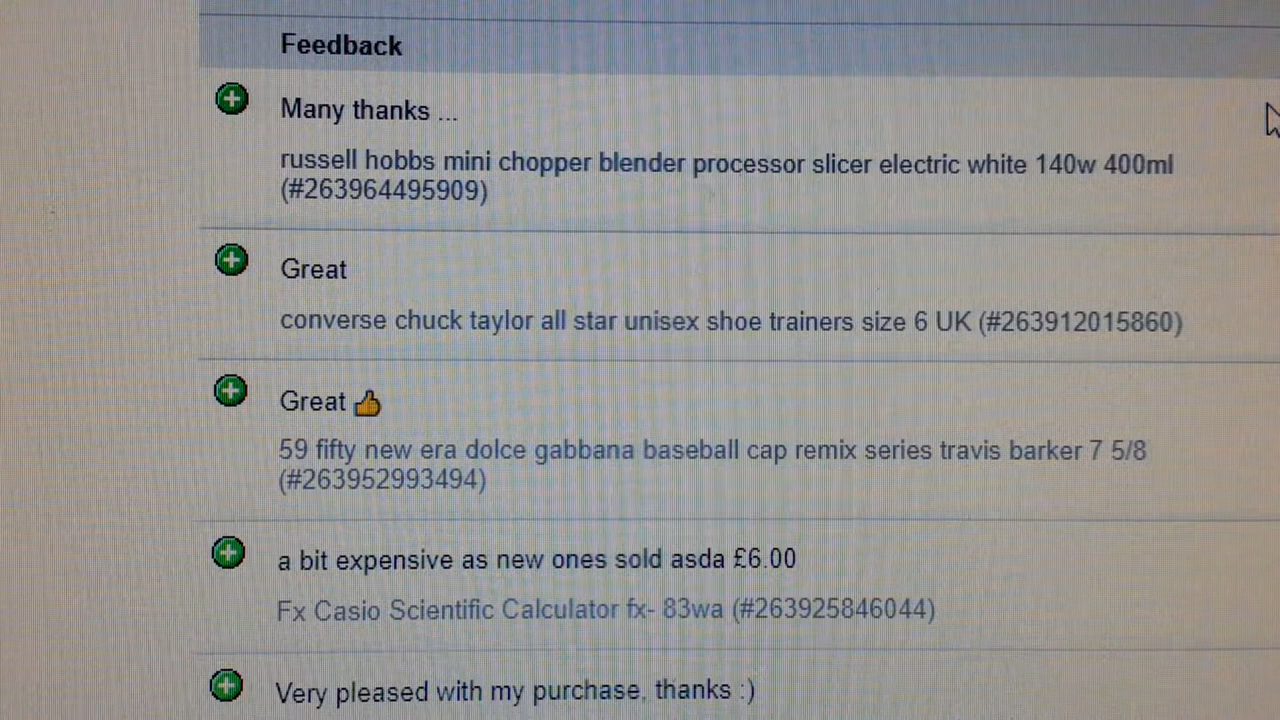 Feedback
Many thanks ...
russell hobbs mini chopper blender processor slicer electric white 140w 400ml
(#263964495909)
Great
converse chuck taylor all star unisex shoe trainers size 6 UK (#263912015860)
Great 👍
59 fifty new era dolce gabbana baseball cap remix series travis barker 7 5/8
(#263952993494)
a bit expensive as new ones sold asda £6.00
Fx Casio Scientific Calculator fx- 83wa (#263925846044)
Very pleased with my purchase, thanks :)